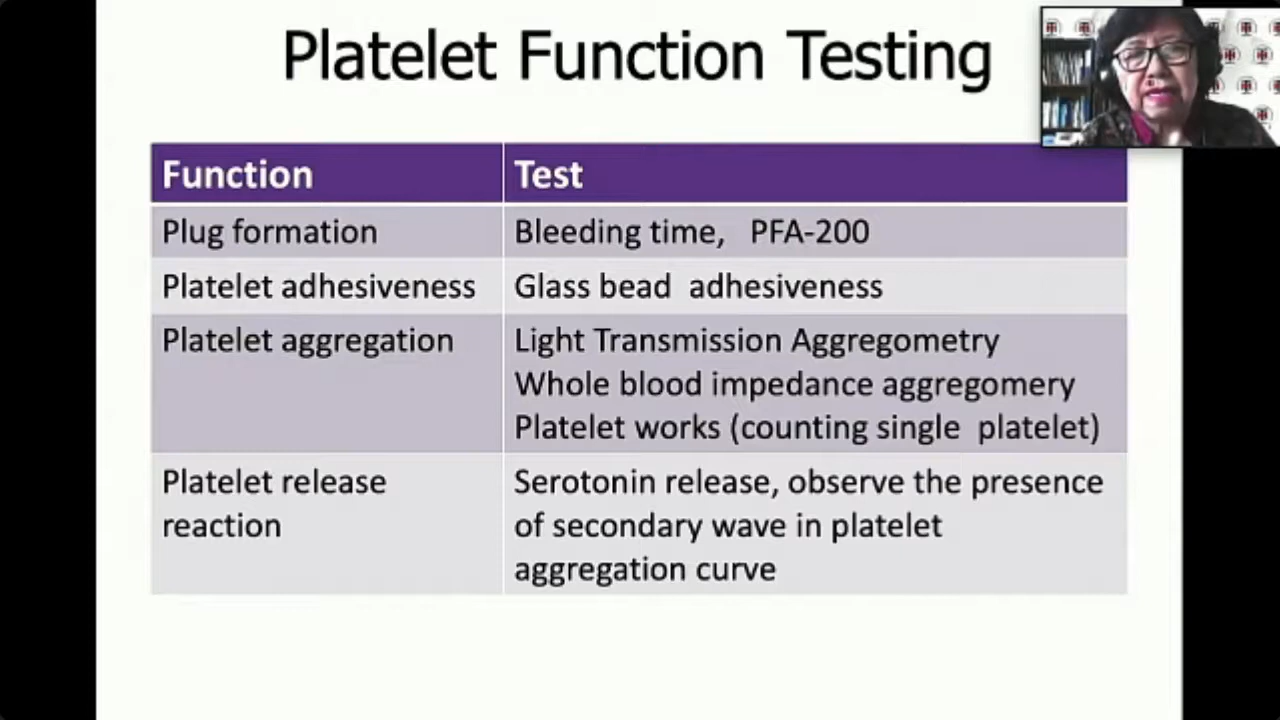 Platelet Function Testing
Function
Test
Plug formation
Bleeding time, PFA-200
Platelet adhesiveness
Glass bead adhesiveness
Platelet aggregation
Light Transmission Aggregometry
Whole blood impedance aggregomery
Platelet works (counting single platelet)
Platelet release
reaction
Serotonin release, observe the presence
of secondary wave in platelet
aggregation curve